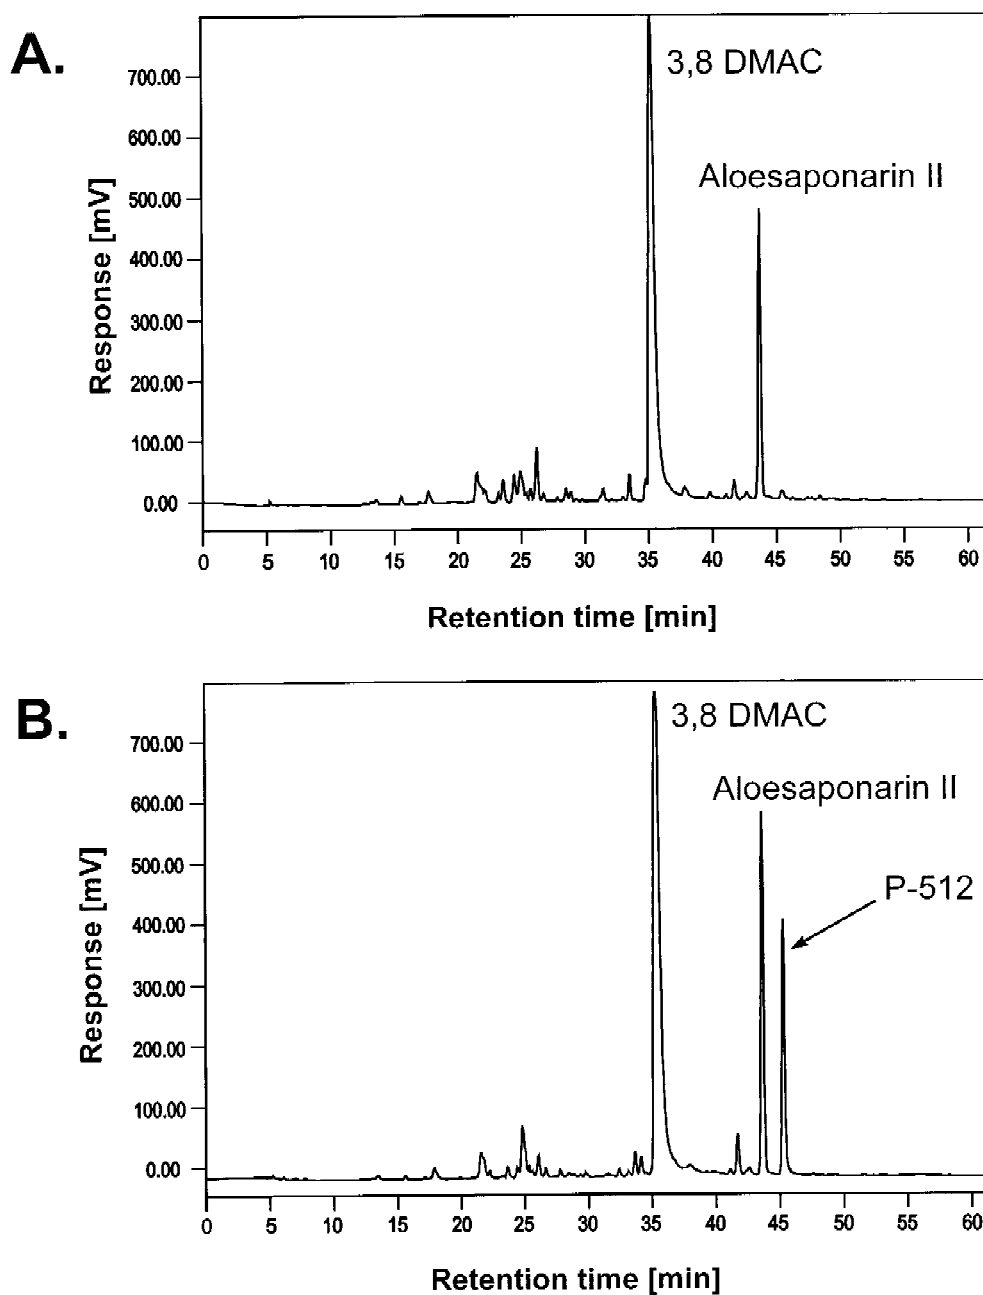 A.
3,8 DMAC
Aloesaponarin II
700.00
600.00
500.00
400.00
300.00
200.00
100.00
0.00
Response [mV]
0 5 10 15 20 25 30 35 40 45 50 55 60
Retention time [min]
B.
3,8 DMAC
Aloesaponarin II
P-512
700.00
600.00
500.00
400.00
300.00
200.00
100.00
0.00
Response [mV]
0 5 10 15 20 25 30 35 40 45 50 55 60
Retention time [min]